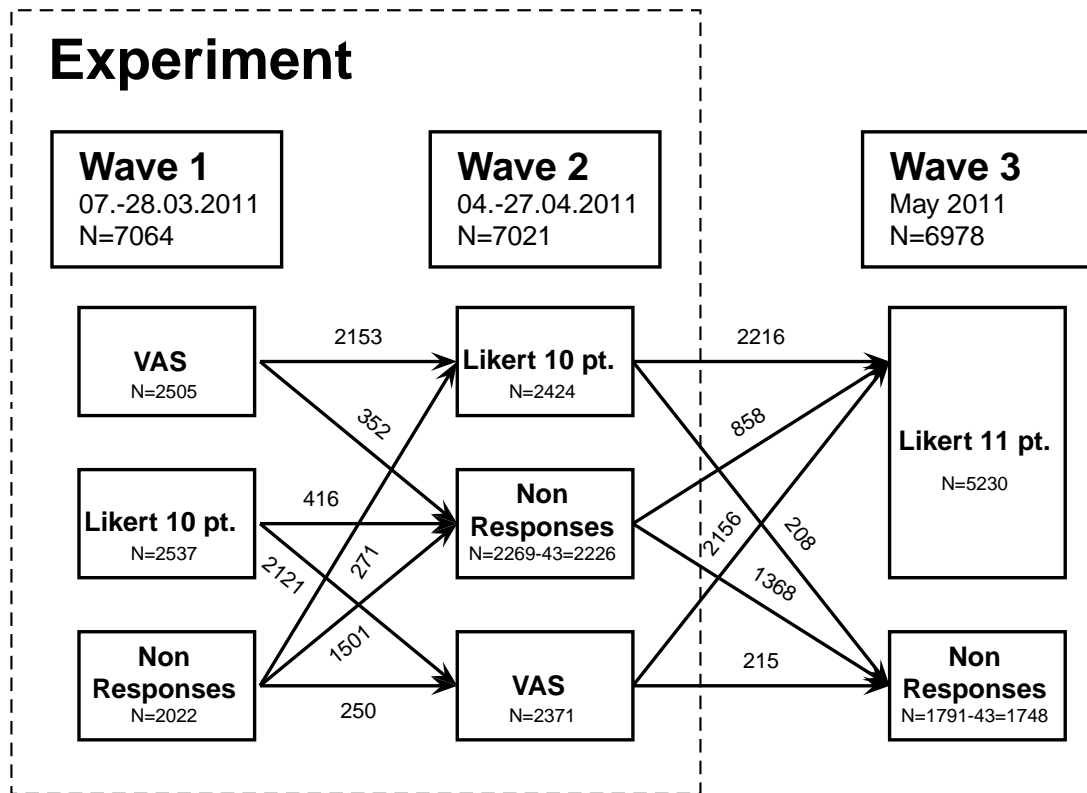 Experiment
Wave 1
07.-28.03.2011
N=7064
Wave 2
04.-27.04.2011
N=7021
Wave 3
May 2011
N=6978
VAS
N=2505
2153
352
Likert 10 pt.
N=2424
2216
858
Likert 11 pt.
N=5230
Likert 10 pt.
N=2537
416
2121
271
1501
Non
Responses
N=2269-43=2226
2156
208
1368
Non
Responses
N=2022
250
VAS
N=2371
215
Non
Responses
N=1791-43=1748